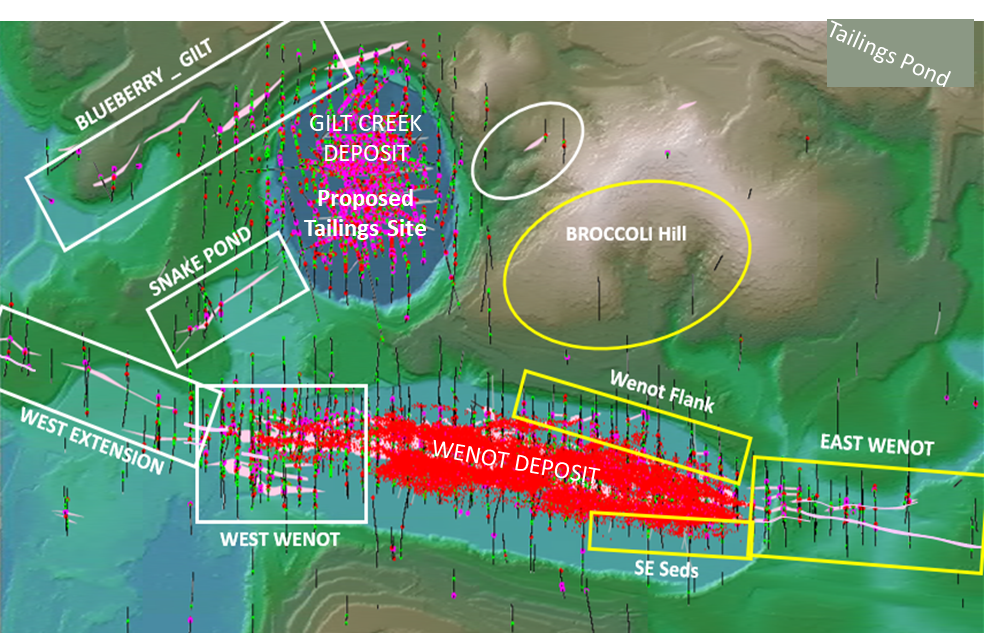 BLUEBERRY _ GILT
Tailings Pond
GILT CREEK
DEPOSIT
Proposed
Tailings Site
BROCCOLI Hill
SNAKE POND
WEST EXTENSION
Wenot Flank
WENOT DEPOSIT
EAST WENOT
WEST WENOT
SE Seds